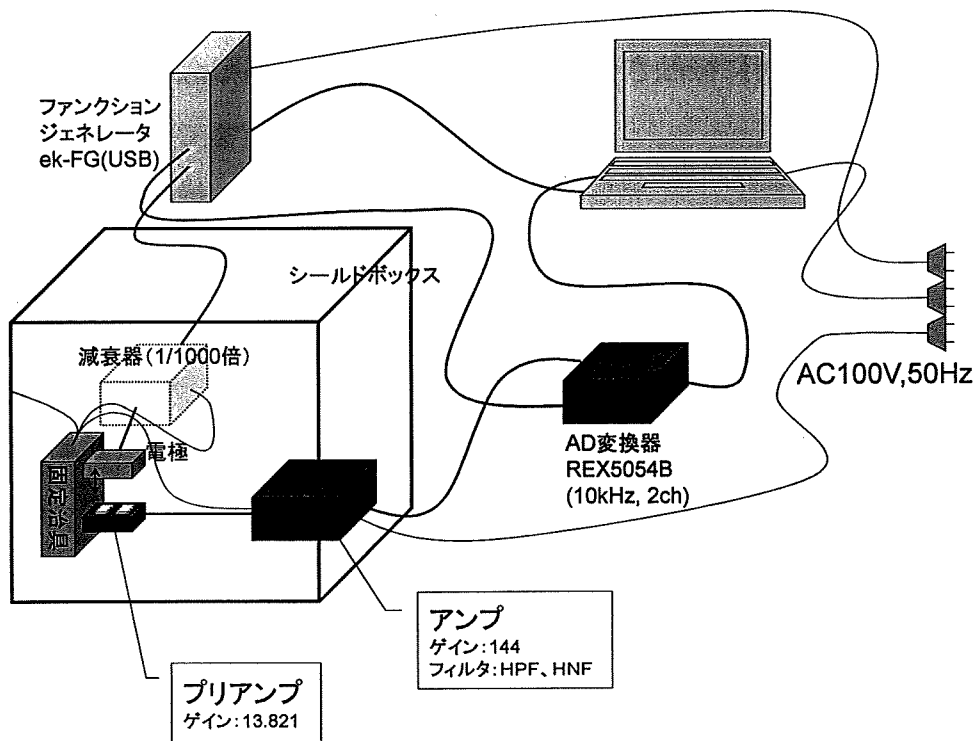 ファンクション
ジェネレータ
ek-FG(USB)
シールドボックス
減衰器(1/1000倍)
電極
固定治具
AC100V,50Hz
AD変換器
REX5054B
(10kHz, 2ch)
アンプ
ゲイン:144
フィルタ:HPF、HNF
プリアンプ
ゲイン:13.821